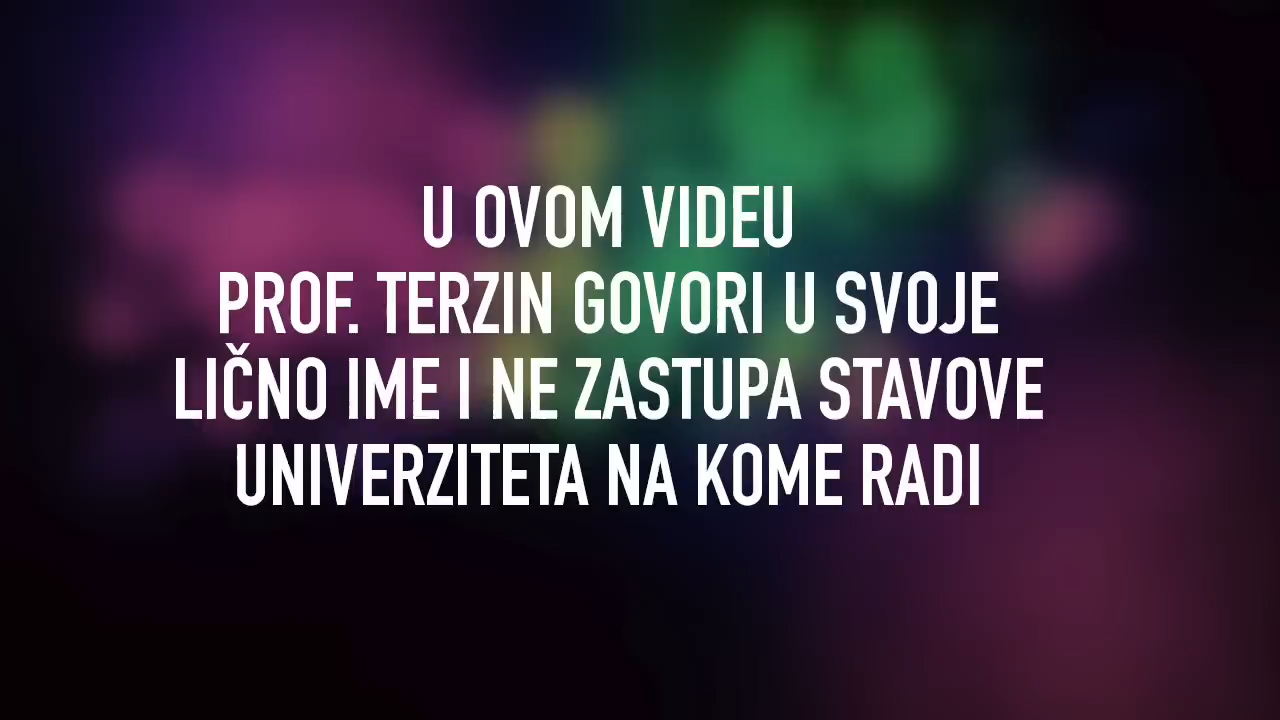 U OVOM VIDEU
PROF. TERZIN GOVORI U SVOJE
LIČNO IME I NE ZASTUPA STAVOVE
UNIVERZITETA NA KOME RADI